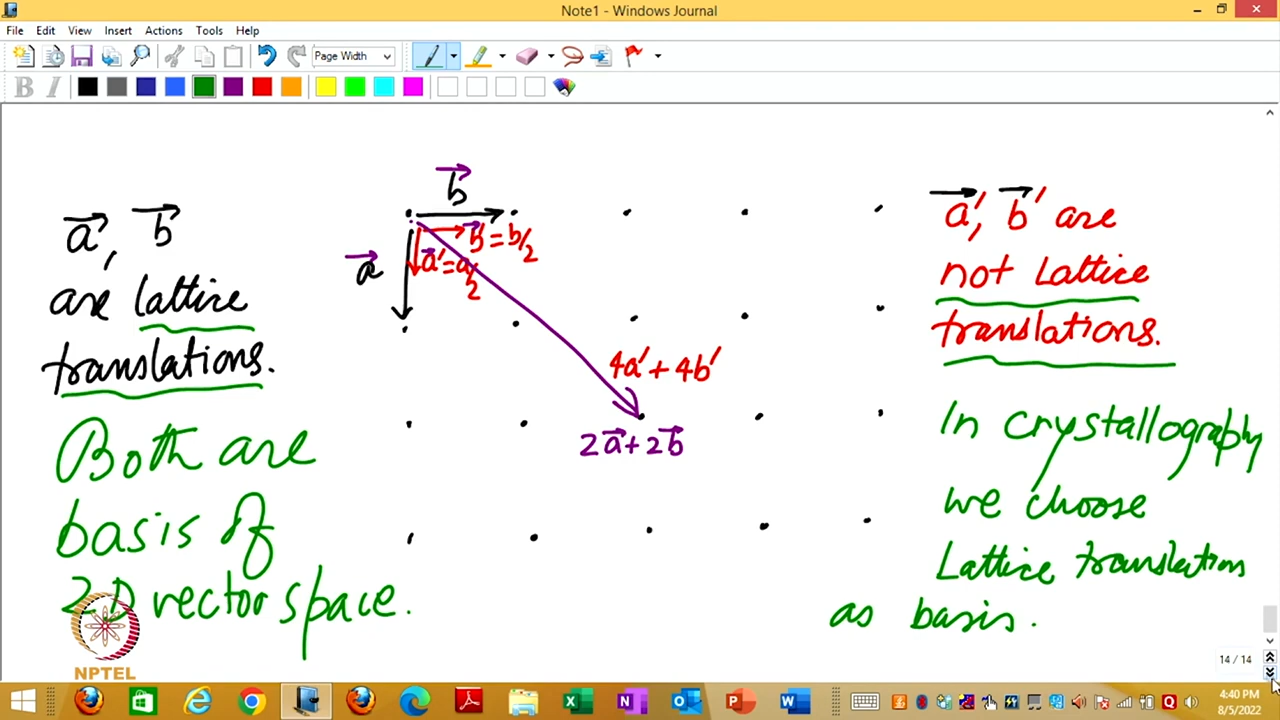 Note1 - Windows Journal
File Edit View Insert Actions Tools Help
Page Width
B I
a, b
are lattice
translations.
Both are
basis of
2D vector space.
b
a
b' = b/2
a' = a/2
4a' + 4b'
2a + 2b
a', b' are
not Lattice
translations.
In crystallography
we choose
Lattice translation
as basis.
NPTEL
14 / 14
4:40 PM
8/5/2022